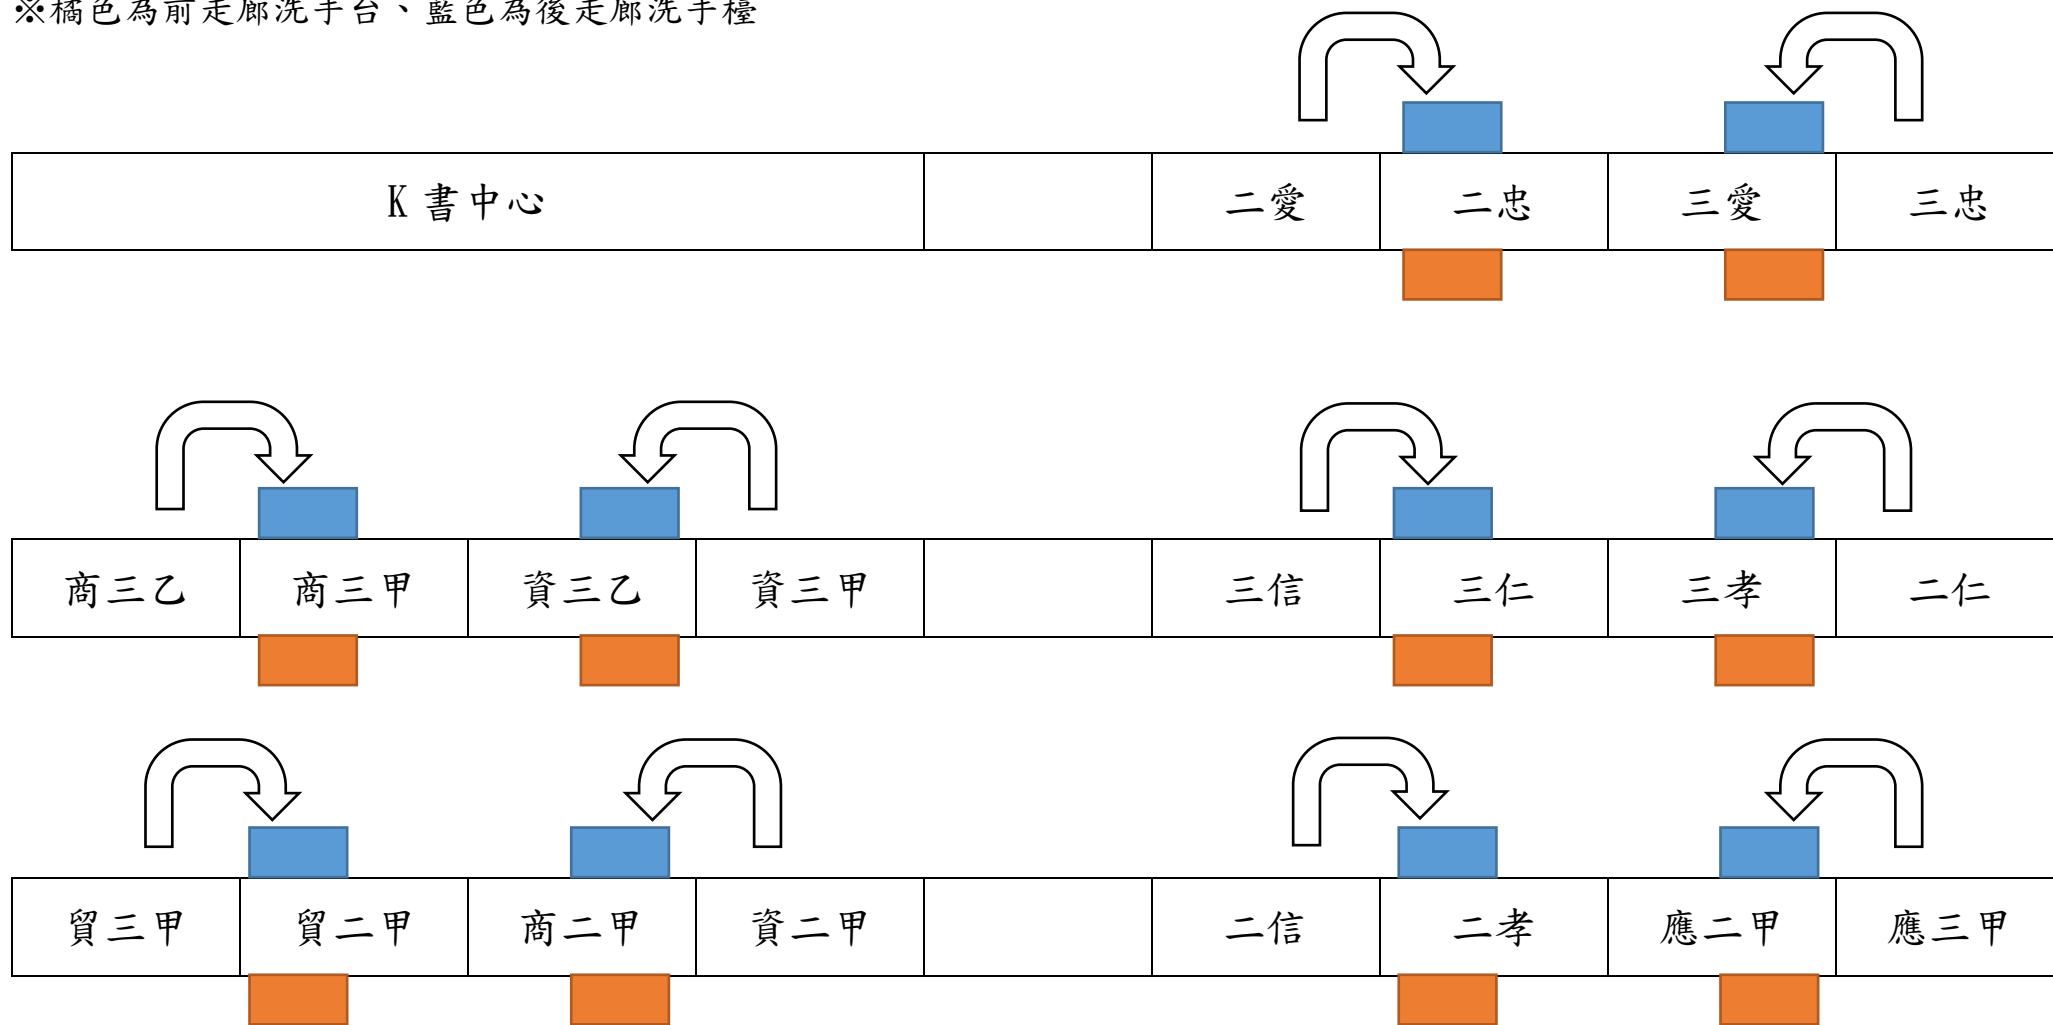 ※橘色為前走廊洗手台、藍色為後走廊洗手檯
K 書中心 二愛 二忠 三愛 三忠
商三乙 商三甲 資三乙 資三甲 三信 三仁 三孝 二仁
貿三甲 貿二甲 商二甲 資二甲 二信 二孝 應二甲 應三甲